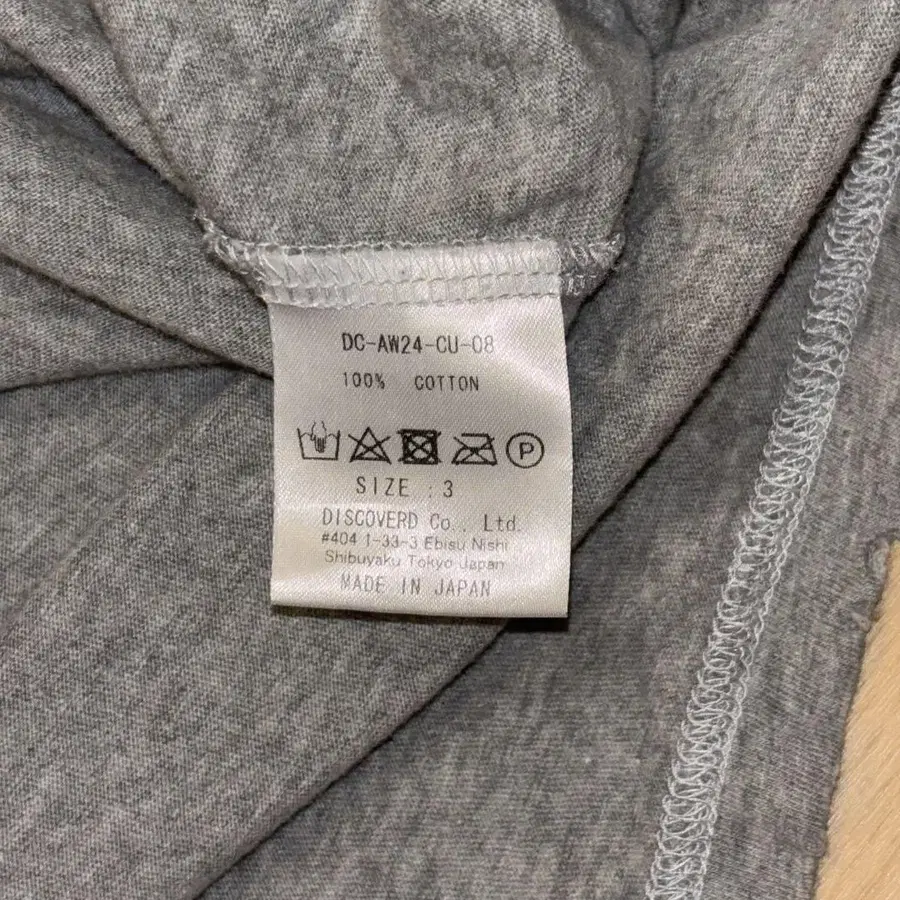 DC-AW24-CU-08
100% COTTON
P
SIZE : 3
DISCOVERD Co., Ltd.
#404 1-33-3 Ebisu Nishi
Shibuyaku Tokyo Japan
MADE IN JAPAN